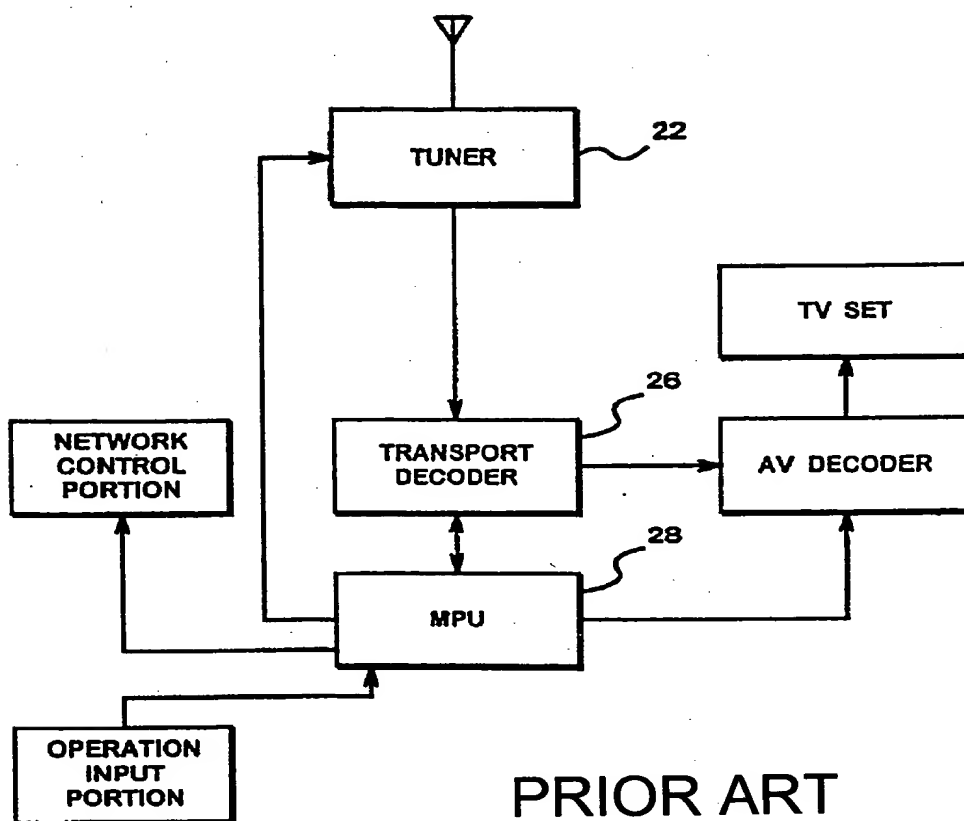 TUNER
22
TV SET
26
NETWORK
CONTROL
PORTION
TRANSPORT
DECODER
AV DECODER
28
MPU
OPERATION
INPUT
PORTION
PRIOR ART